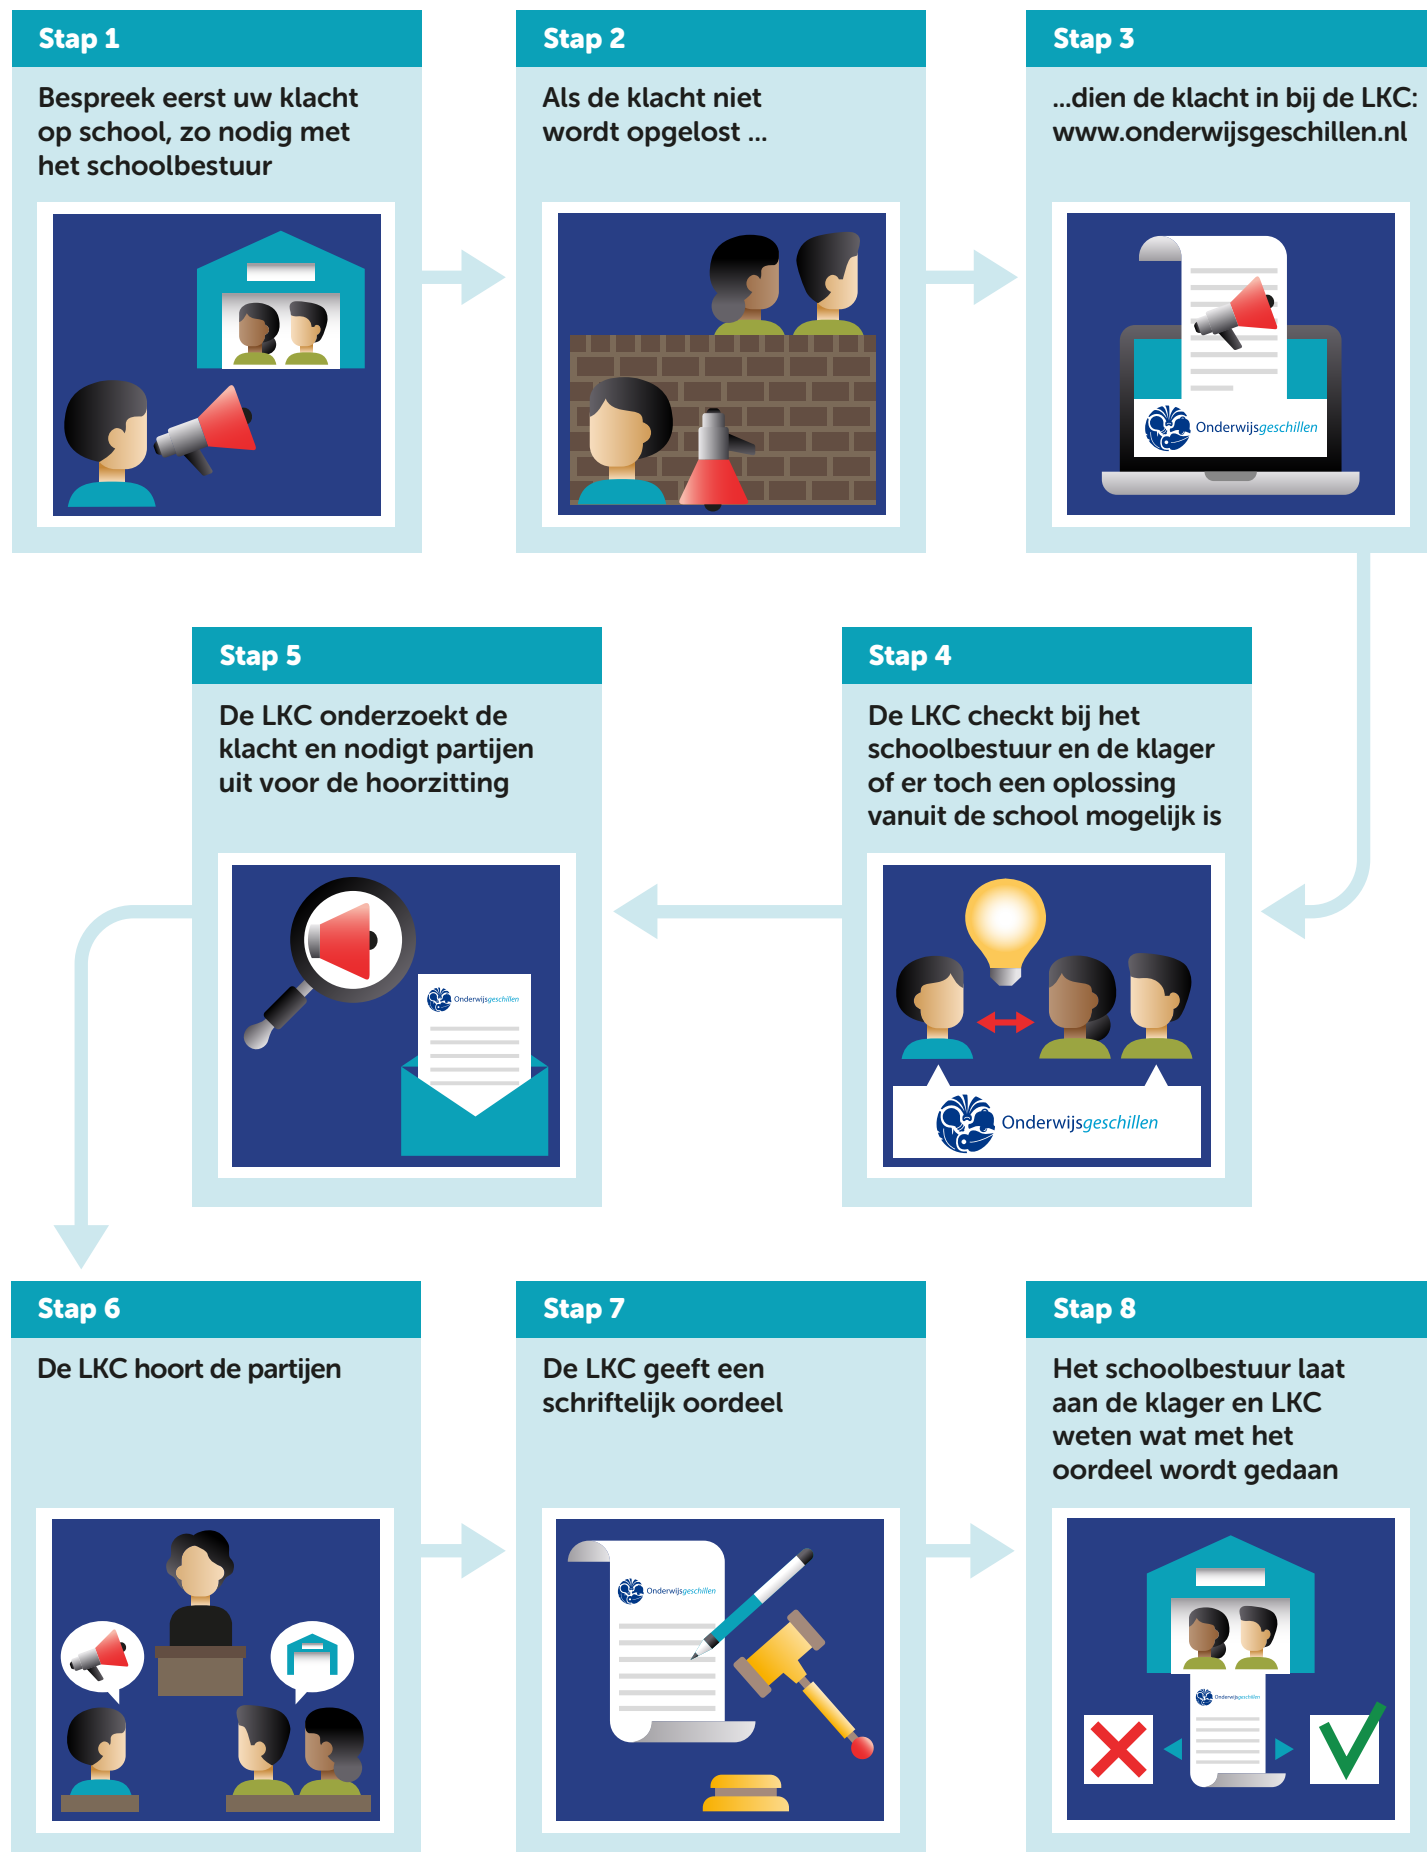 Stap 1
Bespreek eerst uw klacht
op school, zo nodig met
het schoolbestuur
Stap 2
Als de klacht niet
wordt opgelost ...
Stap 3
...dien de klacht in bij de LKC:
www.onderwijsgeschillen.nl
Onderwijsgeschillen
Stap 4
De LKC checkt bij het
schoolbestuur en de klager
of er toch een oplossing
vanuit de school mogelijk is
Onderwijsgeschillen
Stap 5
De LKC onderzoekt de
klacht en nodigt partijen
uit voor de hoorzitting
Onderwijsgeschillen
Stap 6
De LKC hoort de partijen
Stap 7
De LKC geeft een
schriftelijk oordeel
Onderwijsgeschillen
Stap 8
Het schoolbestuur laat
aan de klager en LKC
weten wat met het
oordeel wordt gedaan
Onderwijsgeschillen